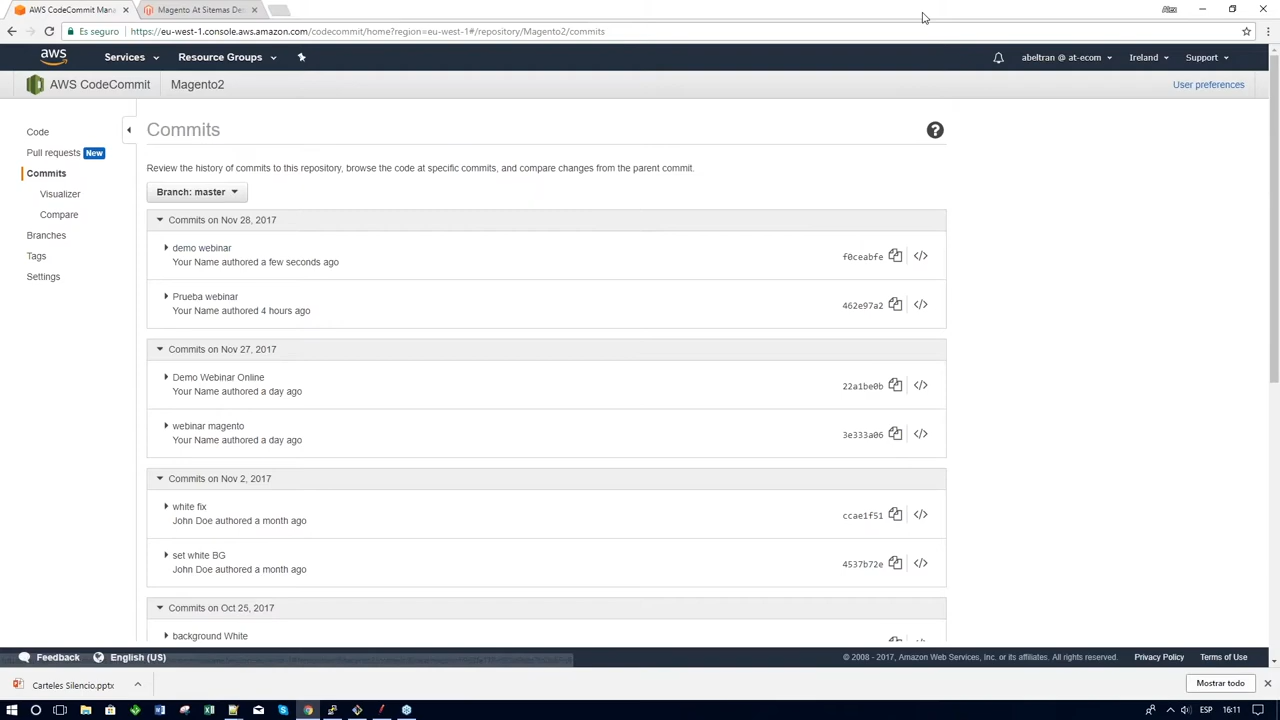 AWS CodeCommit Mana
Magento At Sitemas De
Alex
Es seguro
https://eu-west-1.console.aws.amazon.com/codecommit/home?region=eu-west-1#/repository/Magento2/commits
aws
Services
Resource Groups
abeltran @ at-ecom
Ireland
Support
AWS CodeCommit
Magento2
User preferences
Code
Pull requests New
Commits
Visualizer
Compare
Branches
Tags
Settings
Commits
?
Review the history of commits to this repository, browse the code at specific commits, and compare changes from the parent commit.
Branch: master
Commits on Nov 28, 2017
demo webinar
Your Name authored a few seconds ago
f0ceabfe
Prueba webinar
Your Name authored 4 hours ago
462e97a2
Commits on Nov 27, 2017
Demo Webinar Online
Your Name authored a day ago
22a1be0b
webinar magento
Your Name authored a day ago
3e333a06
Commits on Nov 2, 2017
white fix
John Doe authored a month ago
ccae1f51
set white BG
John Doe authored a month ago
4537b72e
Commits on Oct 25, 2017
background White
Feedback
English (US)
© 2008 - 2017, Amazon Web Services, Inc. or its affiliates. All rights reserved.
Privacy Policy
Terms of Use
Carteles Silencio.pptx
Mostrar todo
ESP
16:11